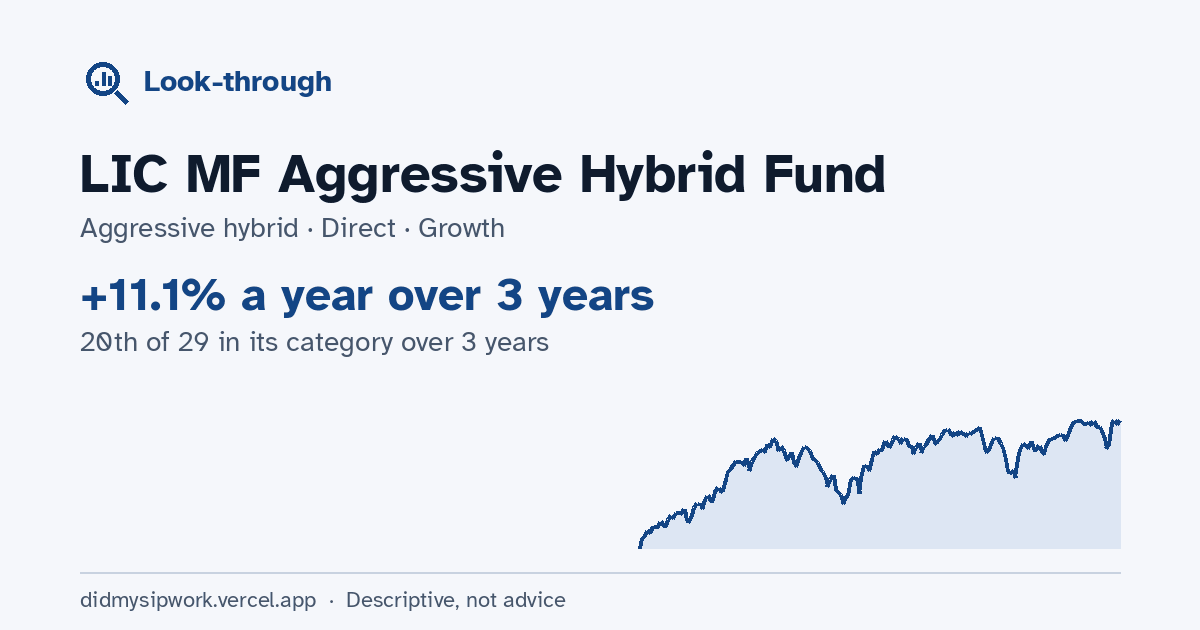 Look-through
LIC MF Aggressive Hybrid Fund
Aggressive hybrid · Direct · Growth
+11.1% a year over 3 years
20th of 29 in its category over 3 years
didmysipwork.vercel.app · Descriptive, not advice